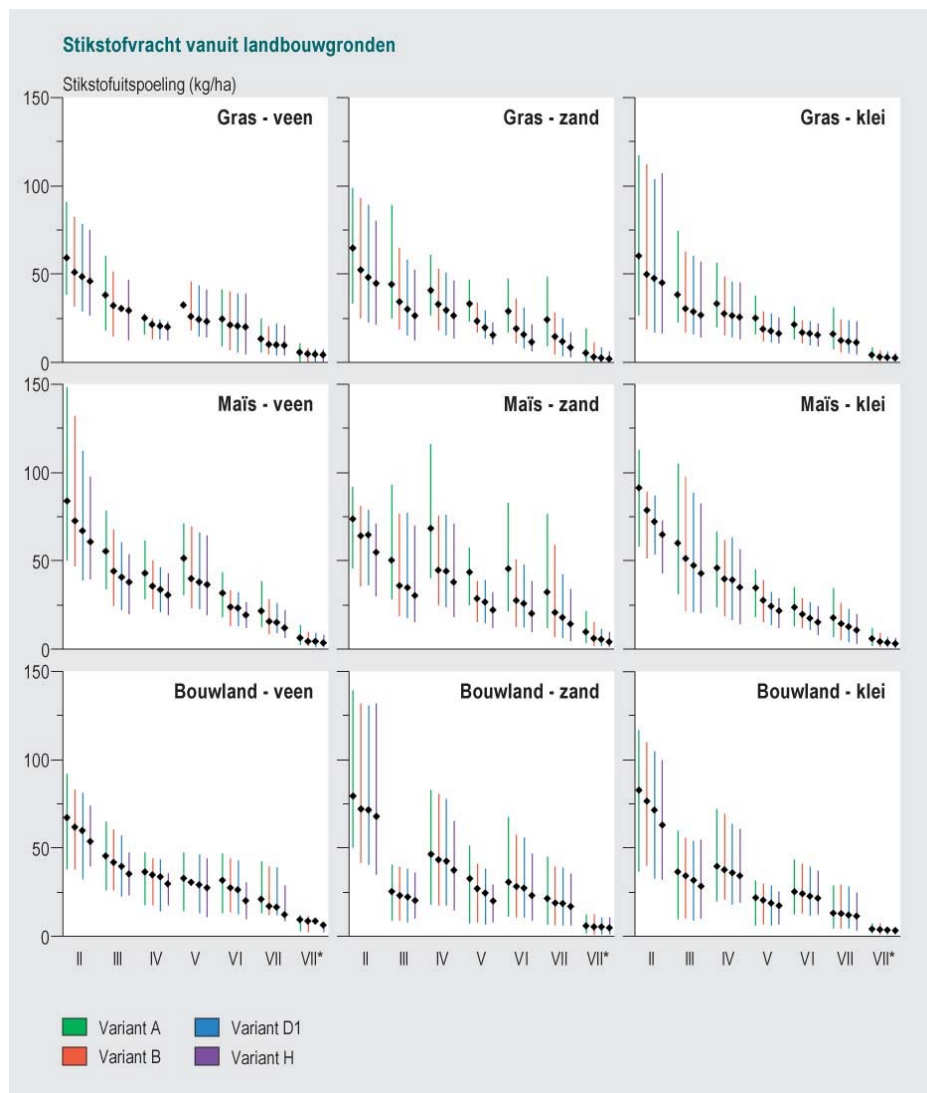 Stikstofvracht vanuit landbouwgronden
Stikstofuitspoeling (kg/ha)
150
100
50
0
Gras - veen
Gras - zand
Gras - klei
150
100
50
0
Maïs - veen
Maïs - zand
Maïs - klei
150
100
50
0
Bouwland - veen
Bouwland - zand
Bouwland - klei
II III IV V VI VII VII*
II III IV V VI VII VII*
II III IV V VI VII VII*
Variant A
Variant B
Variant D1
Variant H